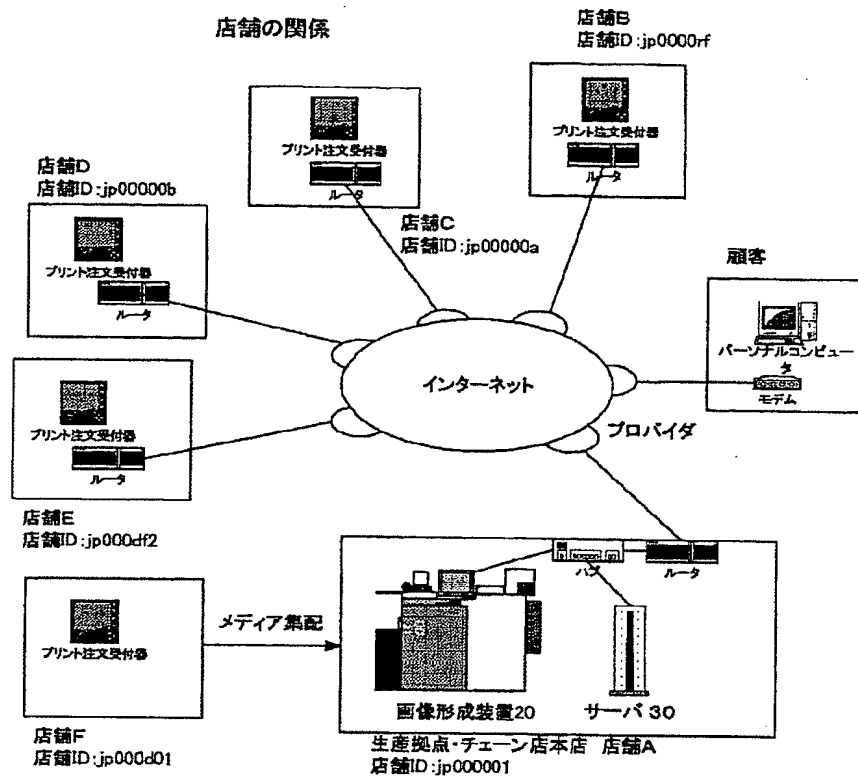 店舗の関係
店舗B
店舗ID:jp0000rf
プリント注文受付器
ルータ
プリント注文受付器
ルータ
店舗C
店舗ID:jp00000a
店舗D
店舗ID:jp00000b
プリント注文受付器
ルータ
顧客
パーソナルコンピュー
タ
モデム
インターネット
プロバイダ
プリント注文受付器
ルータ
店舗E
店舗ID:jp000df2
プリント注文受付器
メディア集配
店舗F
店舗ID:jp000d01
ハブ
ルータ
画像形成装置20
サーバ 30
生産拠点・チェーン店本店 店舗A
店舗ID:jp000001